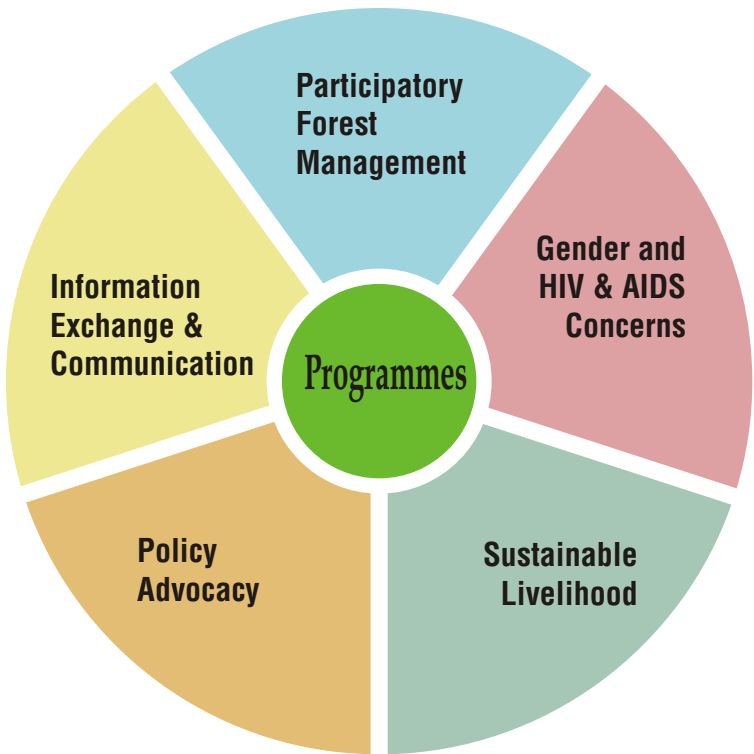 Participatory
Forest
Management
Gender and
HIV & AIDS
Concerns
Information
Exchange &
Communication
Programmes
Policy
Advocacy
Sustainable
Livelihood